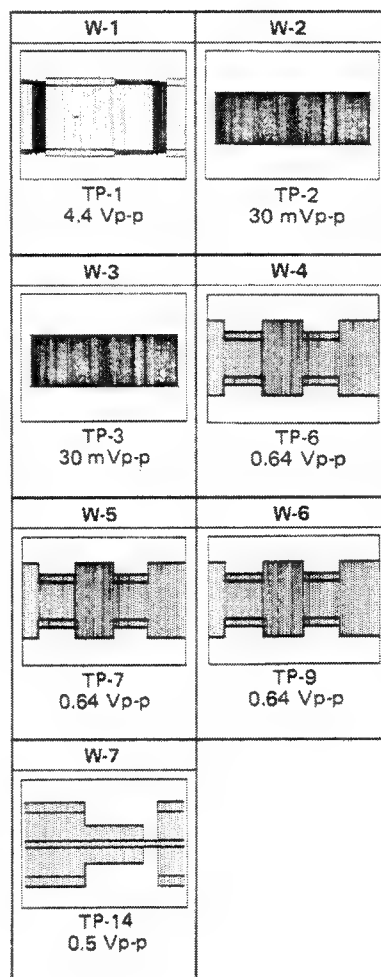 W-1
W-2
TP-1
4.4 Vp-p
TP-2
30 mVp-p
W-3
W-4
TP-3
30 mVp-p
TP-6
0.64 Vp-p
W-5
W-6
TP-7
0.64 Vp-p
TP-9
0.64 Vp-p
W-7
TP-14
0.5 Vp-p